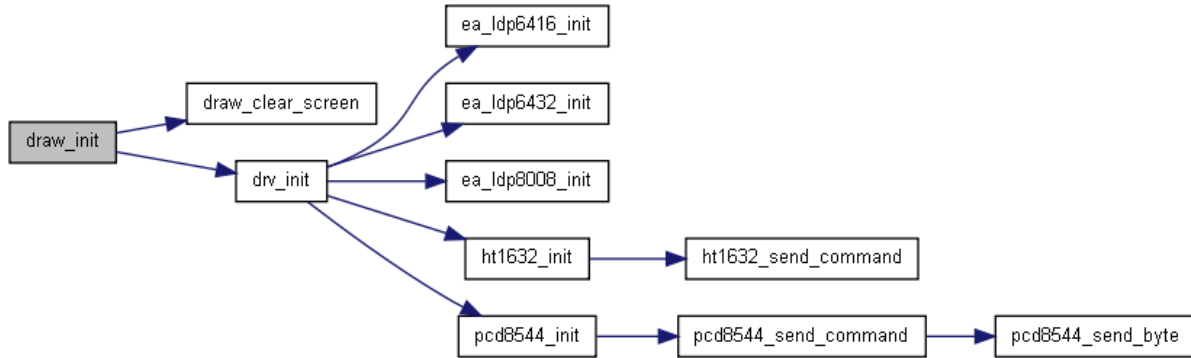 ea_ldp6416_init
draw_clear_screen
ea_ldp6432_init
draw_init
drv_init
ea_ldp8008_init
ht1632_init
ht1632_send_command
pcd8544_init
pcd8544_send_command
pcd8544_send_byte